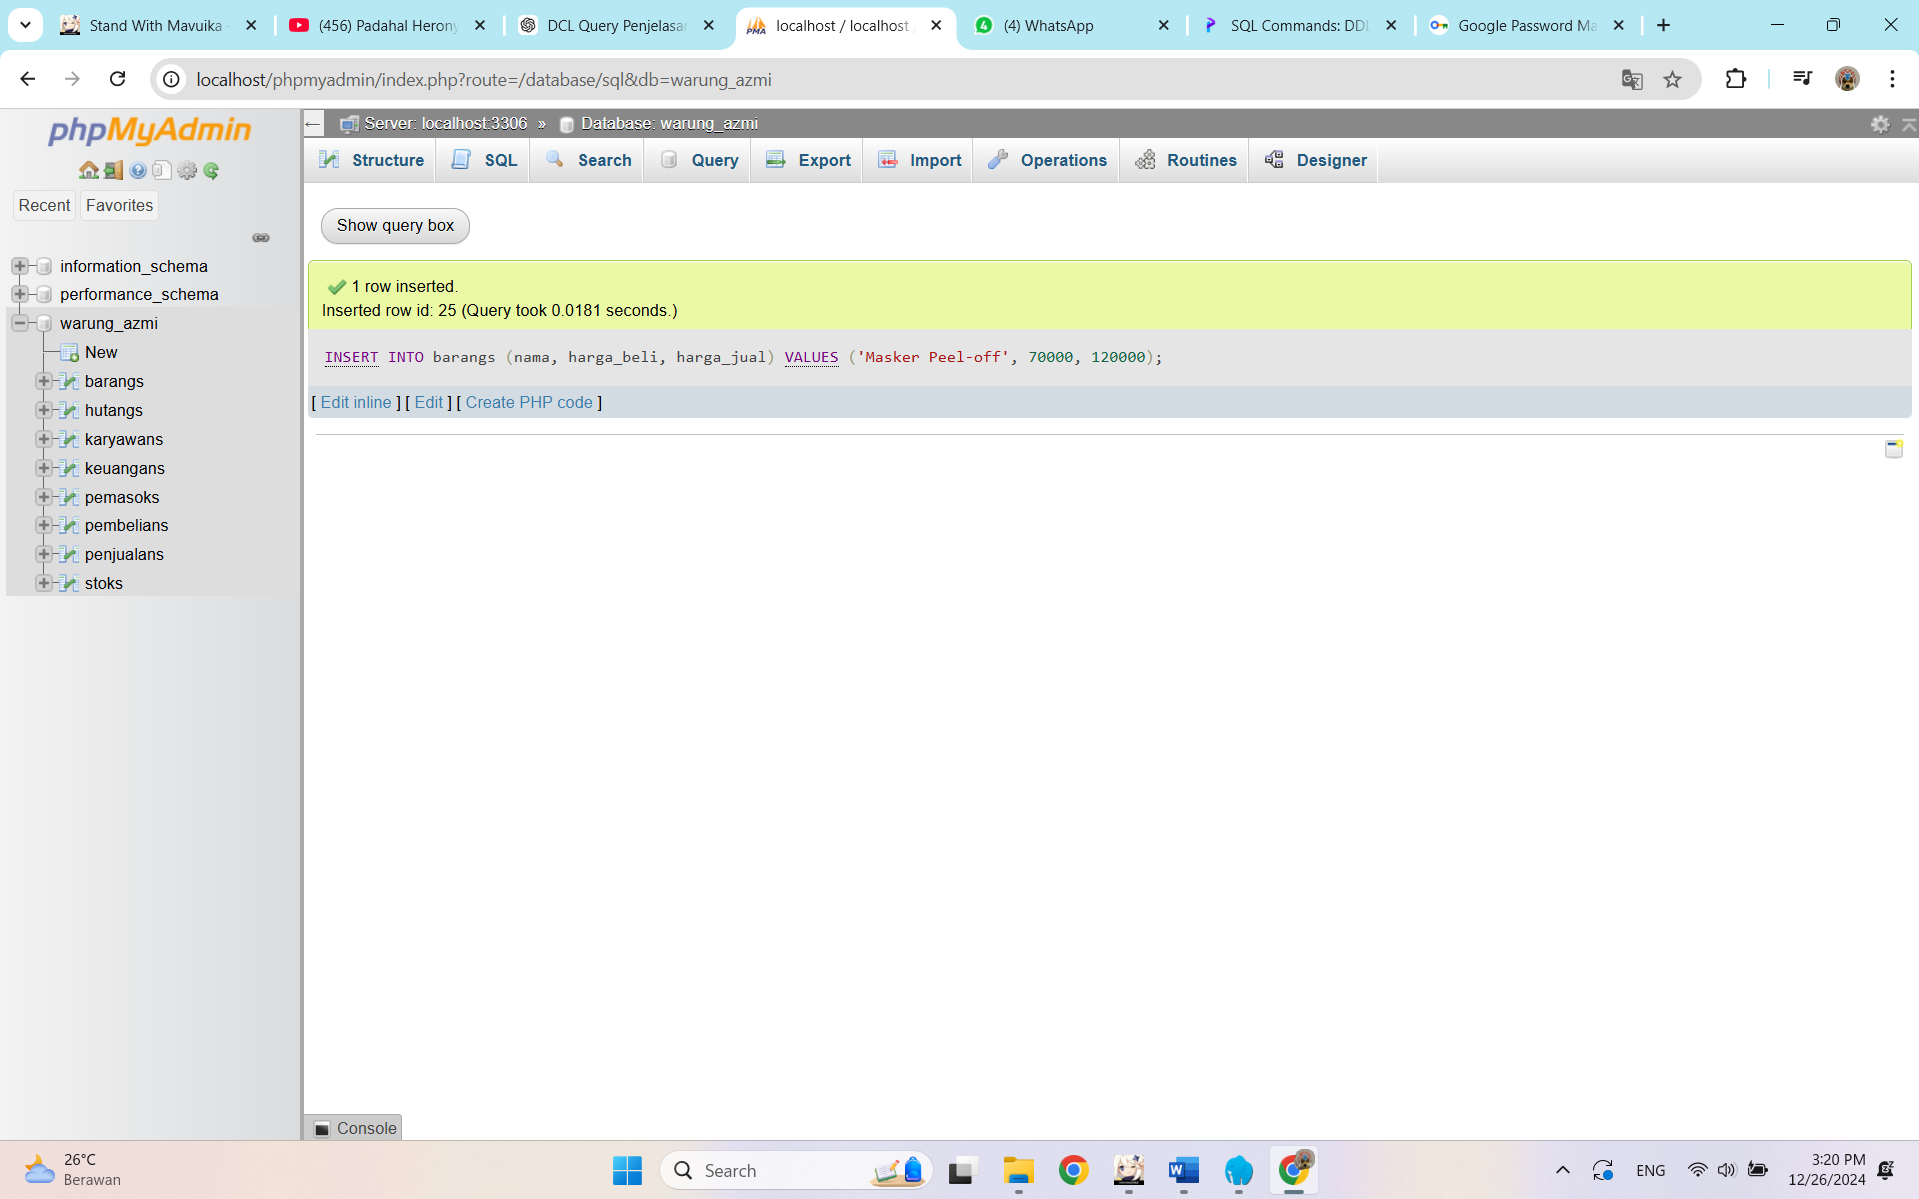 Stand With Mavuika -
(456) Padahal Herony
DCL Query Penjelasa
localhost / localhost
(4) WhatsApp
SQL Commands: DDL
Google Password Ma
localhost/phpmyadmin/index.php?route=/database/sql&db=warung_azmi
phpMyAdmin
Server: localhost:3306 » Database: warung_azmi
Structure SQL Search Query Export Import Operations Routines Designer
Recent Favorites
Show query box
information_schema
performance_schema
warung_azmi
New
barangs
hutangs
karyawans
keuangans
pemasoks
pembelians
penjualans
stoks
1 row inserted.
Inserted row id: 25 (Query took 0.0181 seconds.)
INSERT INTO barangs (nama, harga_beli, harga_jual) VALUES ('Masker Peel-off', 70000, 120000);
[ Edit inline ] [ Edit ] [ Create PHP code ]
Console
26°C
Berawan
Search
ENG
3:20 PM
12/26/2024